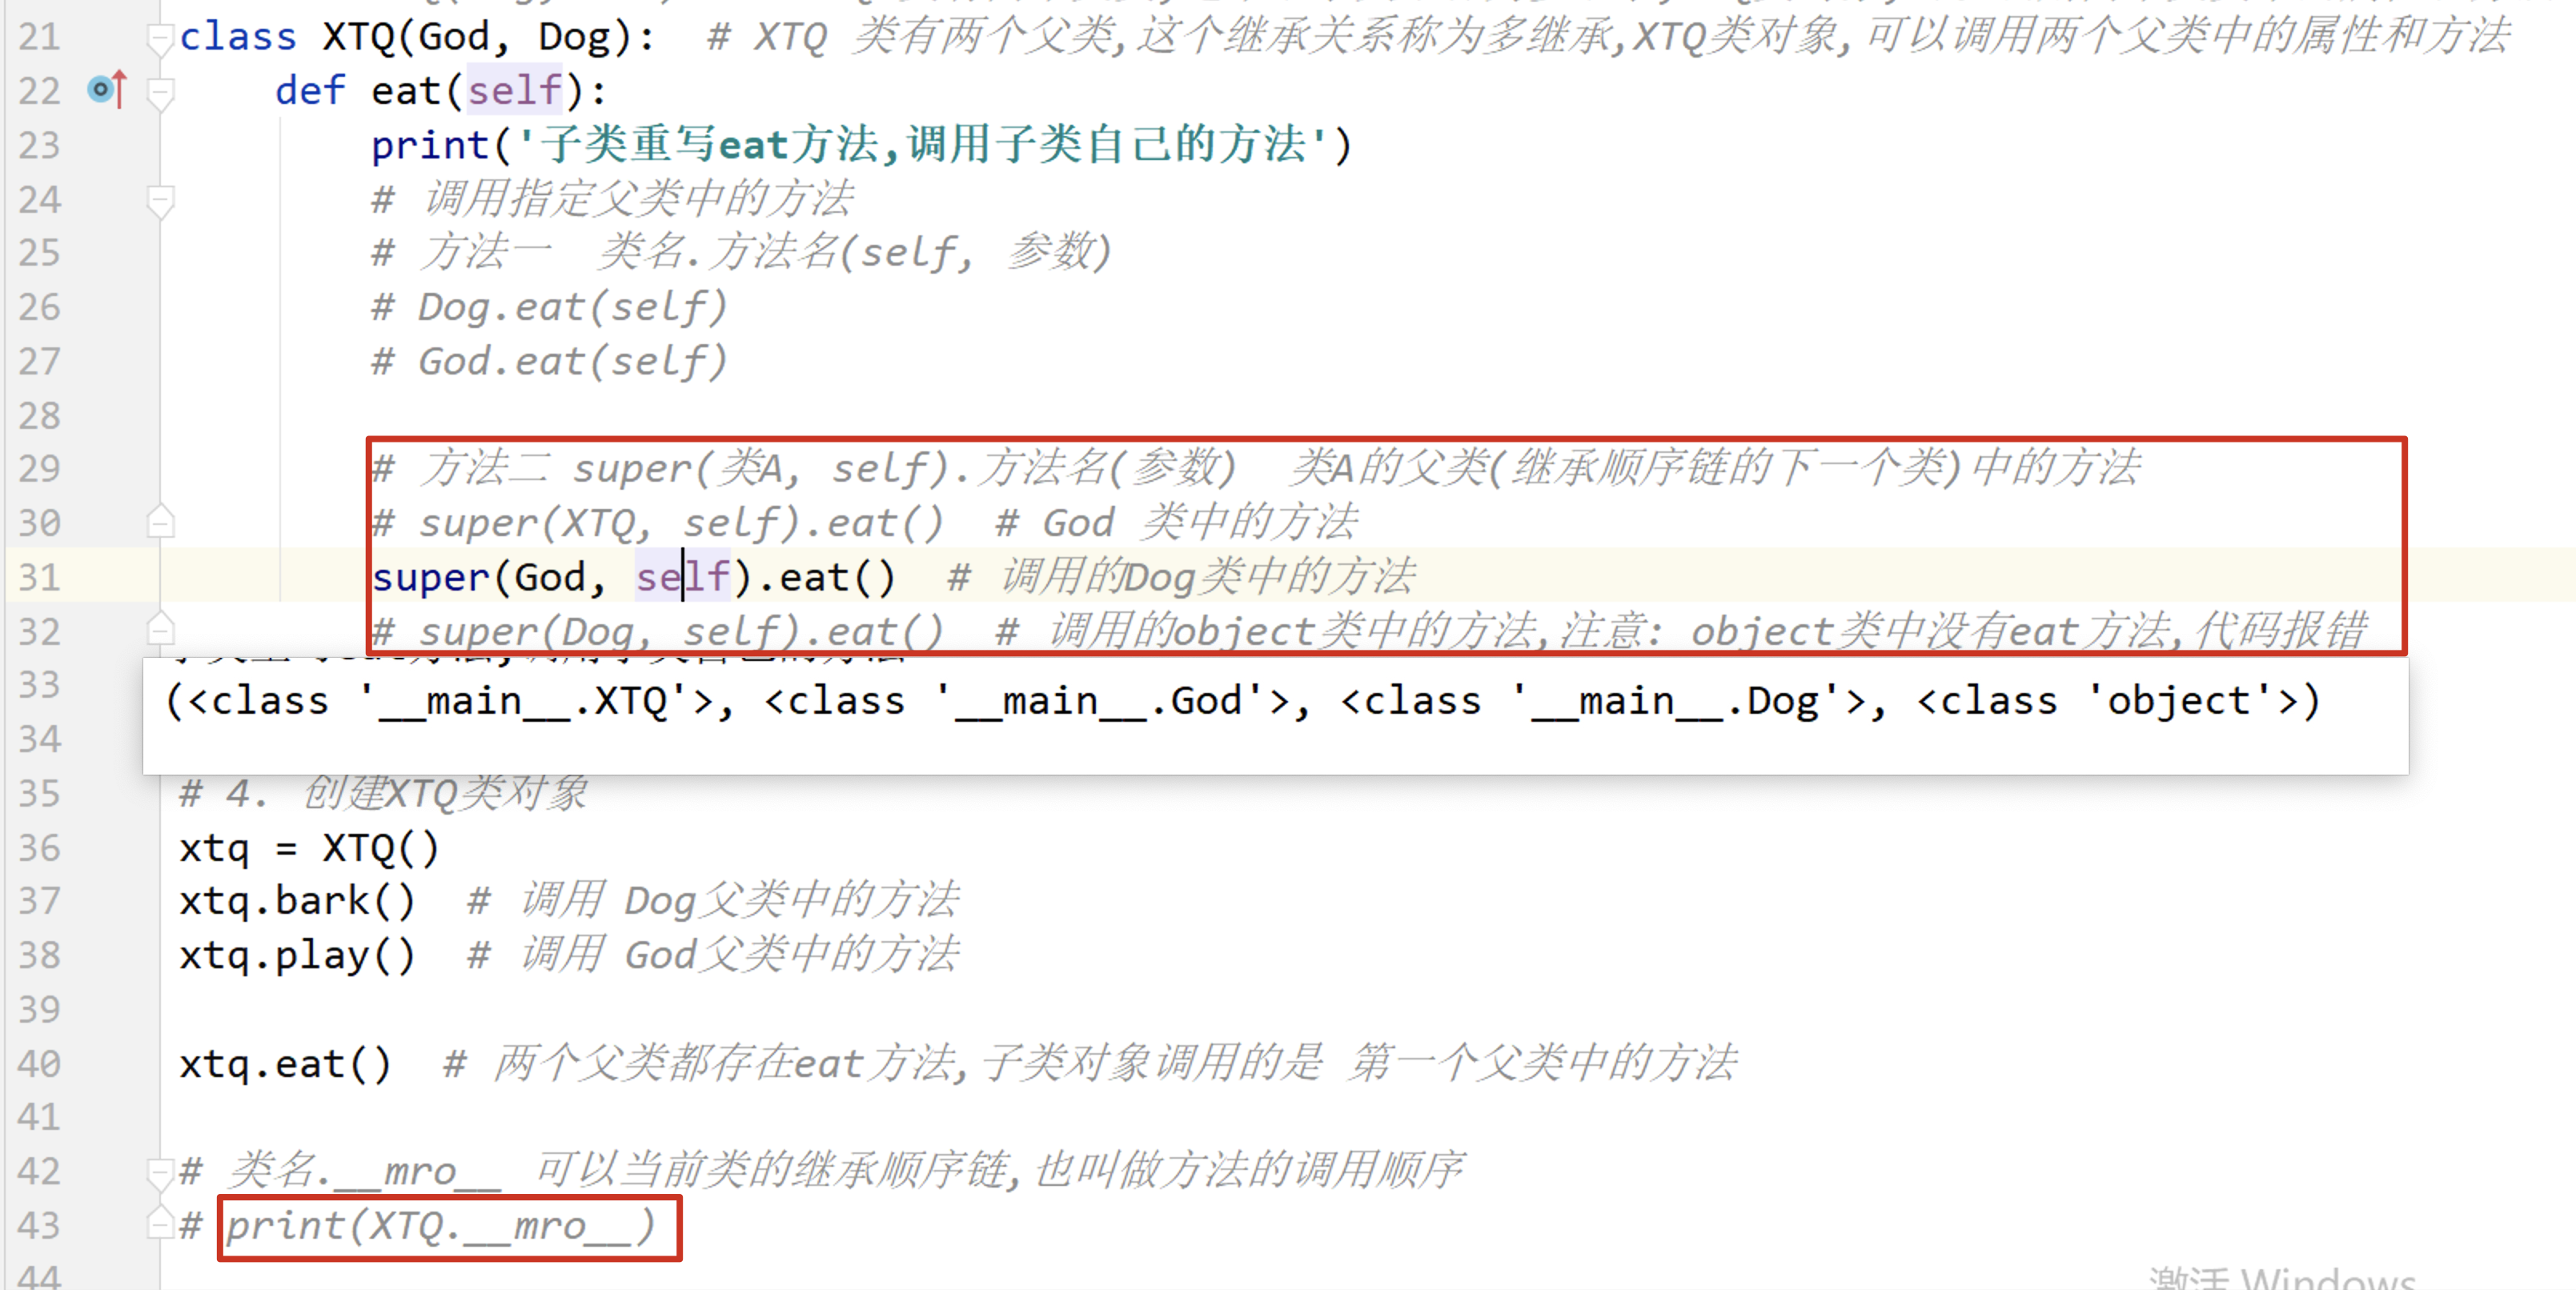 21 class XTQ(God, Dog):  # XTQ 类有两个父类,这个继承关系称为多继承,XTQ类对象,可以调用两个父类中的属性和方法
22     def eat(self):
23         print('子类重写eat方法,调用子类自己的方法')
24         # 调用指定父类中的方法
25         # 方法一  类名.方法名(self, 参数)
26         # Dog.eat(self)
27         # God.eat(self)
28
29         # 方法二 super(类A, self).方法名(参数)  类A的父类(继承顺序链的下一个类)中的方法
30         # super(XTQ, self).eat()  # God 类中的方法
31         super(God, self).eat()  # 调用的Dog类中的方法
32         # super(Dog, self).eat()  # 调用的object类中的方法,注意: object类中没有eat方法,代码报错
33 (<class '__main__.XTQ'>, <class '__main__.God'>, <class '__main__.Dog'>, <class 'object'>)
34
35 # 4. 创建XTQ类对象
36 xtq = XTQ()
37 xtq.bark()  # 调用 Dog父类中的方法
38 xtq.play()  # 调用 God父类中的方法
39
40 xtq.eat()  # 两个父类都存在eat方法,子类对象调用的是 第一个父类中的方法
41
42 # 类名.__mro__ 可以当前类的继承顺序链,也叫做方法的调用顺序
43 # print(XTQ.__mro__)
44
激活 Windows